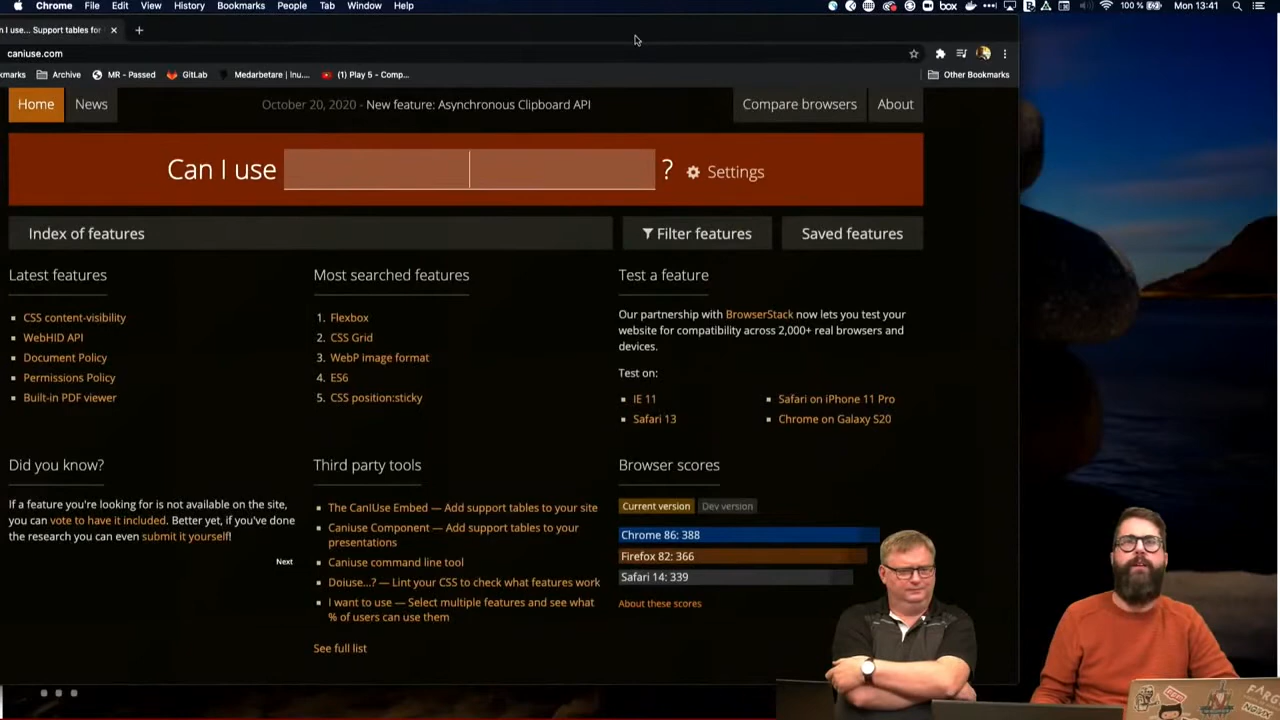 Chrome File Edit View History Bookmarks People Tab Window Help
box 100 % Mon 13:41
n I use... Support tables for
caniuse.com
kmarks Archive MR - Passed GitLab Medarbetare | Inu... (1) Play 5 - Comp... Other Bookmarks
Home News October 20, 2020 - New feature: Asynchronous Clipboard API Compare browsers About
Can I use ? Settings
Index of features Filter features Saved features
Latest features
CSS content-visibility
WebHID API
Document Policy
Permissions Policy
Built-in PDF viewer
Most searched features
1. Flexbox
2. CSS Grid
3. WebP image format
4. ES6
5. CSS position:sticky
Test a feature
Our partnership with BrowserStack now lets you test your
website for compatibility across 2,000+ real browsers and
devices.
Test on:
IE 11
Safari 13
Safari on iPhone 11 Pro
Chrome on Galaxy S20
Did you know?
If a feature you're looking for is not available on the site,
you can vote to have it included. Better yet, if you've done
the research you can even submit it yourself!
Next
Third party tools
The CanIUse Embed — Add support tables to your site
Caniuse Component — Add support tables to your
presentations
Caniuse command line tool
Doiuse...? — Lint your CSS to check what features work
I want to use — Select multiple features and see what
% of users can use them
See full list
Browser scores
Current version Dev version
Chrome 86: 388
Firefox 82: 366
Safari 14: 339
About these scores